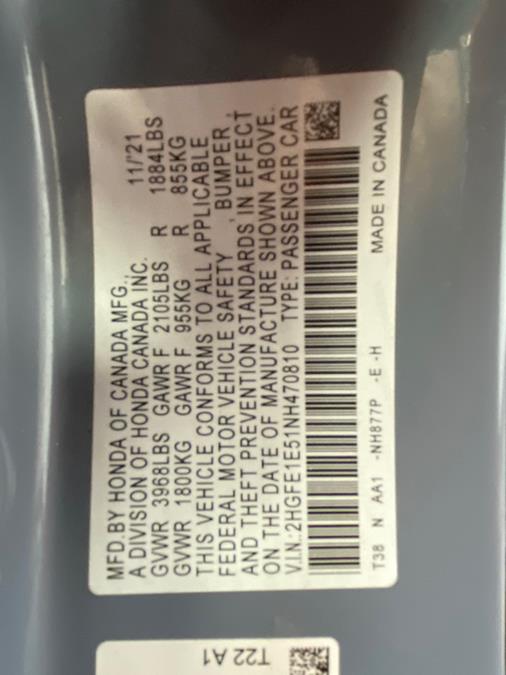 MFD. BY HONDA OF CANADA MFG., 11/'21
A DIVISION OF HONDA CANADA INC.
GVWR 3968LBS GAWR F 2105LBS R 1884LBS
GVWR 1800KG GAWR F 955KG R 855KG
THIS VEHICLE CONFORMS TO ALL APPLICABLE
FEDERAL MOTOR VEHICLE SAFETY , BUMPER ,
AND THEFT PREVENTION STANDARDS IN EFFECT
ON THE DATE OF MANUFACTURE SHOWN ABOVE.
V.I.N.:2HGFE1E51NH470810 TYPE: PASSENGER CAR
T38 N AA1 -NH877P -E -H MADE IN CANADA
T22 A1